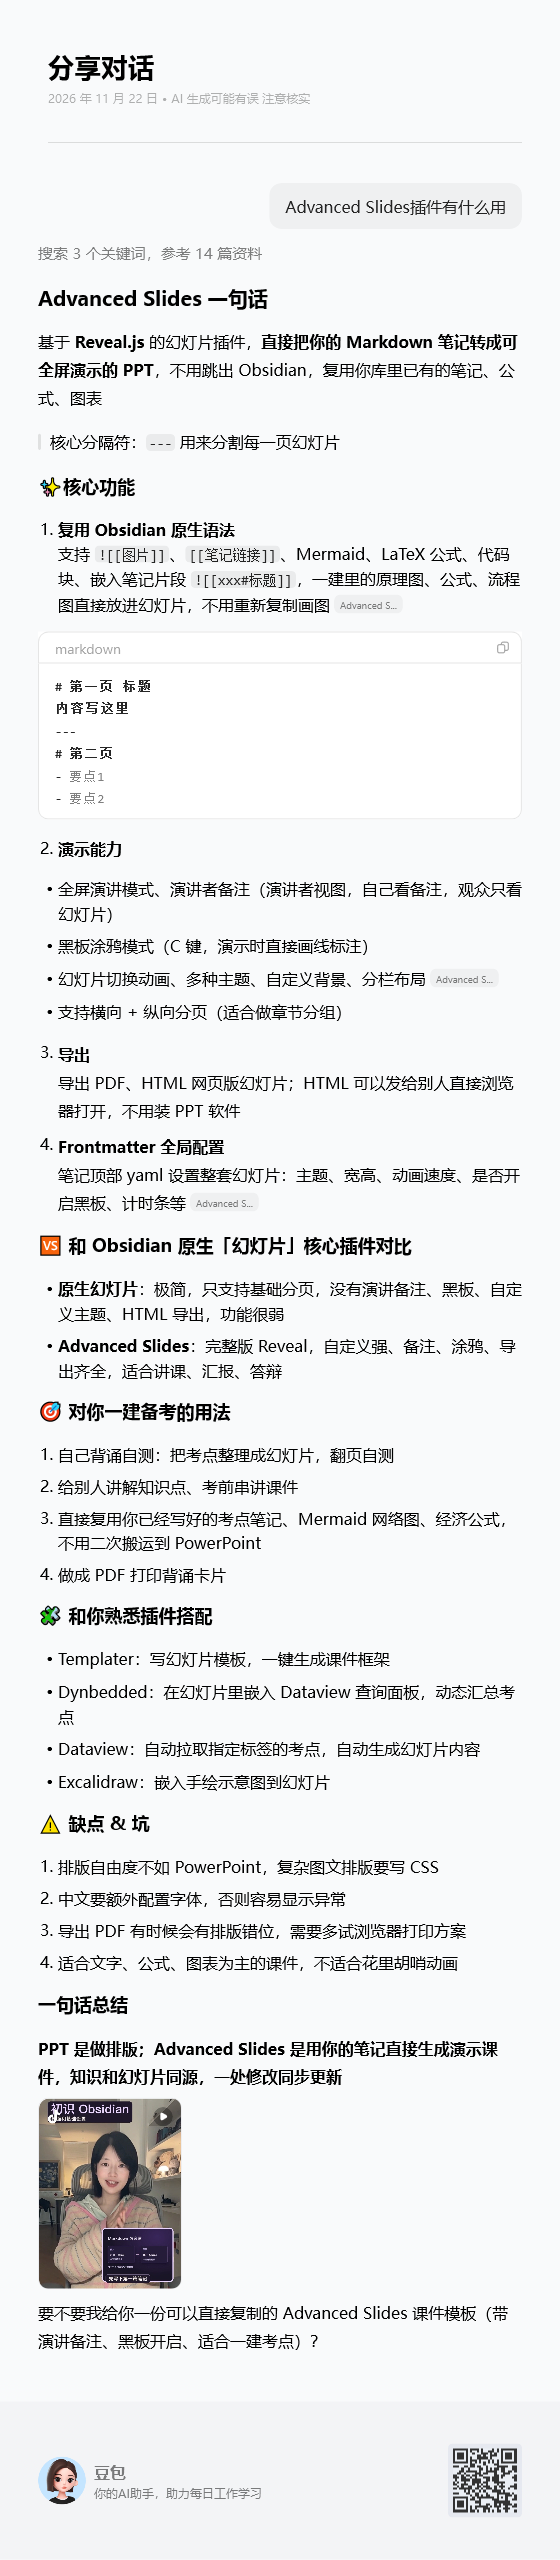 分享对话
2026 年 11 月 22 日 • AI 生成可能有误 注意核实
Advanced Slides插件有什么用
搜索 3 个关键词，参考 14 篇资料
Advanced Slides 一句话
基于 Reveal.js 的幻灯片插件，直接把你的 Markdown 笔记转成可
全屏演示的 PPT，不用跳出 Obsidian，复用你库里已有的笔记、公
式、图表
核心分隔符：--- 用来分割每一页幻灯片
✨核心功能
1. 复用 Obsidian 原生语法
支持 ![[图片]]、[[笔记链接]]、Mermaid、LaTeX 公式、代码
块、嵌入笔记片段 ![[xxx#标题]]，一建里的原理图、公式、流程
图直接放进幻灯片，不用重新复制画图 Advanced S...
markdown
# 第一页 标题
内容写这里
---
# 第二页
- 要点1
- 要点2
2. 演示能力
• 全屏演讲模式、演讲者备注（演讲者视图，自己看备注，观众只看
幻灯片）
• 黑板涂鸦模式（C 键，演示时直接画线标注）
• 幻灯片切换动画、多种主题、自定义背景、分栏布局 Advanced S...
• 支持横向 + 纵向分页（适合做章节分组）
3. 导出
导出 PDF、HTML 网页版幻灯片；HTML 可以发给别人直接浏览
器打开，不用装 PPT 软件
4. Frontmatter 全局配置
笔记顶部 yaml 设置整套幻灯片：主题、宽高、动画速度、是否开
启黑板、计时条等 Advanced S...
🆚 和 Obsidian 原生「幻灯片」核心插件对比
• 原生幻灯片：极简，只支持基础分页，没有演讲备注、黑板、自定
义主题、HTML 导出，功能很弱
• Advanced Slides：完整版 Reveal，自定义强、备注、涂鸦、导
出齐全，适合讲课、汇报、答辩
🎯 对你一建备考的用法
1. 自己背诵自测：把考点整理成幻灯片，翻页自测
2. 给别人讲解知识点、考前串讲课件
3. 直接复用你已经写好的考点笔记、Mermaid 网络图、经济公式，
不用二次搬运到 PowerPoint
4. 做成 PDF 打印背诵卡片
🧩 和你熟悉插件搭配
• Templater：写幻灯片模板，一键生成课件框架
• Dynbedded：在幻灯片里嵌入 Dataview 查询面板，动态汇总考
点
• Dataview：自动拉取指定标签的考点，自动生成幻灯片内容
• Excalidraw：嵌入手绘示意图到幻灯片
⚠️ 缺点 & 坑
1. 排版自由度不如 PowerPoint，复杂图文排版要写 CSS
2. 中文要额外配置字体，否则容易显示异常
3. 导出 PDF 有时候会有排版错位，需要多试浏览器打印方案
4. 适合文字、公式、图表为主的课件，不适合花里胡哨动画
一句话总结
PPT 是做排版；Advanced Slides 是用你的笔记直接生成演示课
件，知识和幻灯片同源，一处修改同步更新
初识 Obsidian
要不要我给你一份可以直接复制的 Advanced Slides 课件模板（带
演讲备注、黑板开启、适合一建考点）？
豆包
你的AI助手，助力每日工作学习